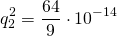 q_2^2 = \frac{64}{9} \cdot 10^{-14}